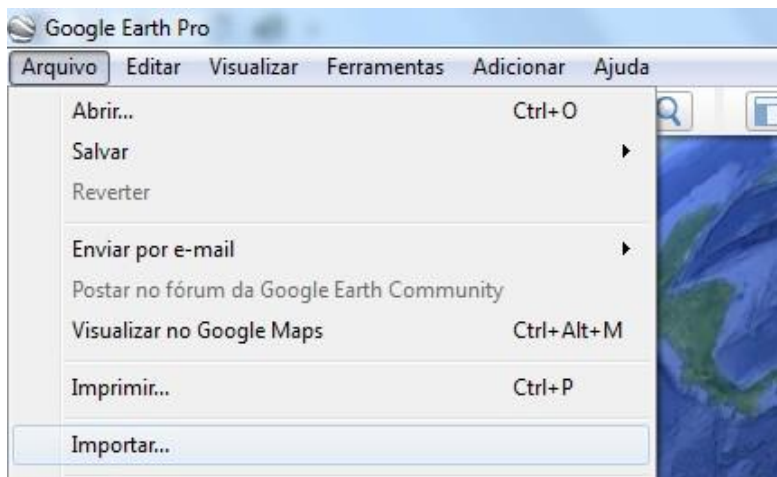 Google Earth Pro
Arquivo Editar Visualizar Ferramentas Adicionar Ajuda
Abrir... Ctrl+O
Salvar
Reverter
Enviar por e-mail
Postar no fórum da Google Earth Community
Visualizar no Google Maps Ctrl+Alt+M
Imprimir... Ctrl+P
Importar...